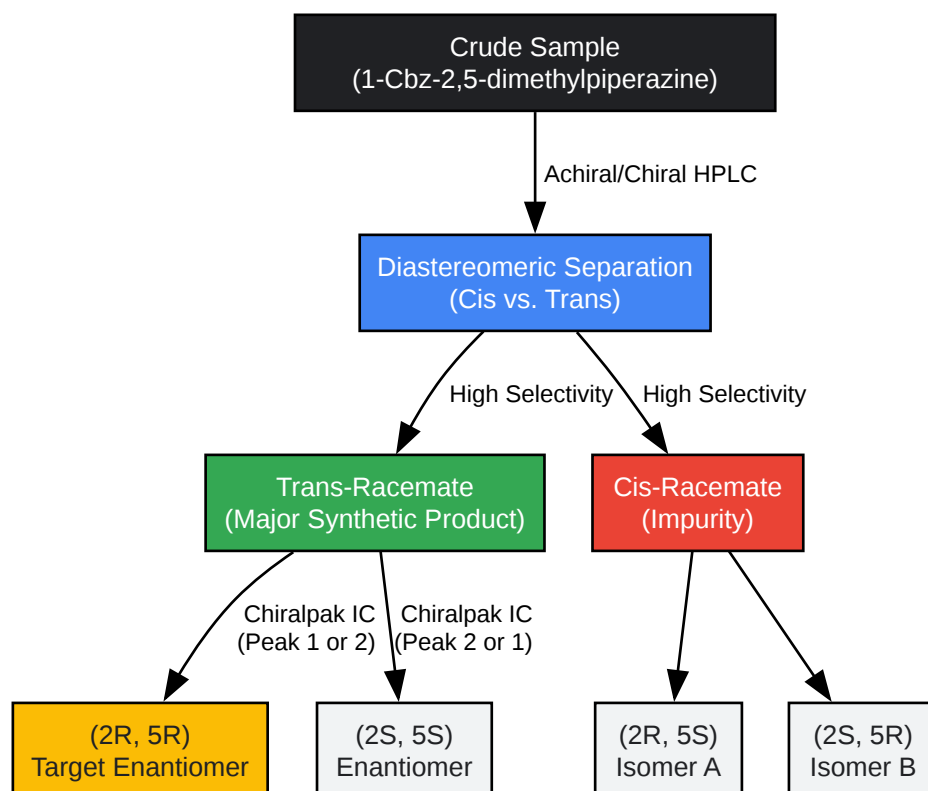 Crude Sample
(1-Cbz-2,5-dimethylpiperazine)
Achiral/Chiral HPLC
Diastereomeric Separation
(Cis vs. Trans)
High Selectivity
High Selectivity
Trans-Racemate
(Major Synthetic Product)
Cis-Racemate
(Impurity)
Chiralpak IC
(Peak 1 or 2)
Chiralpak IC
(Peak 2 or 1)
(2R, 5R)
Target Enantiomer
(2S, 5S)
Enantiomer
(2R, 5S)
Isomer A
(2S, 5R)
Isomer B